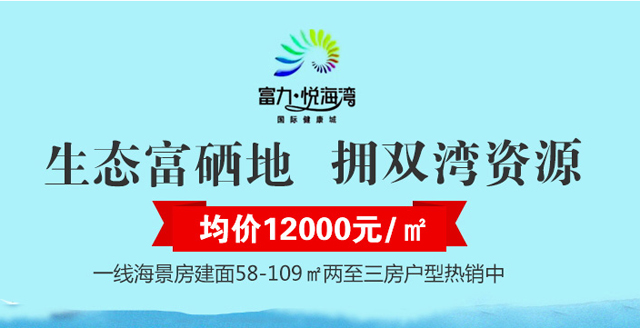 富力·悦海湾
国际健康城
生态富硒地 拥双湾资源
均价12000元/㎡
一线海景房建面58-109㎡两至三房户型热销中